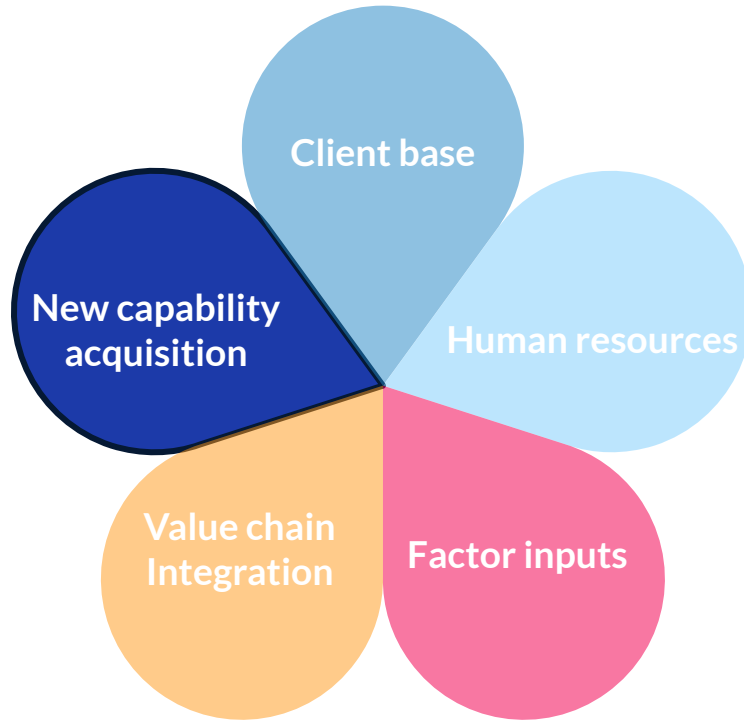 Client base
New capability
acquisition
Human resources
Value chain
Integration
Factor inputs